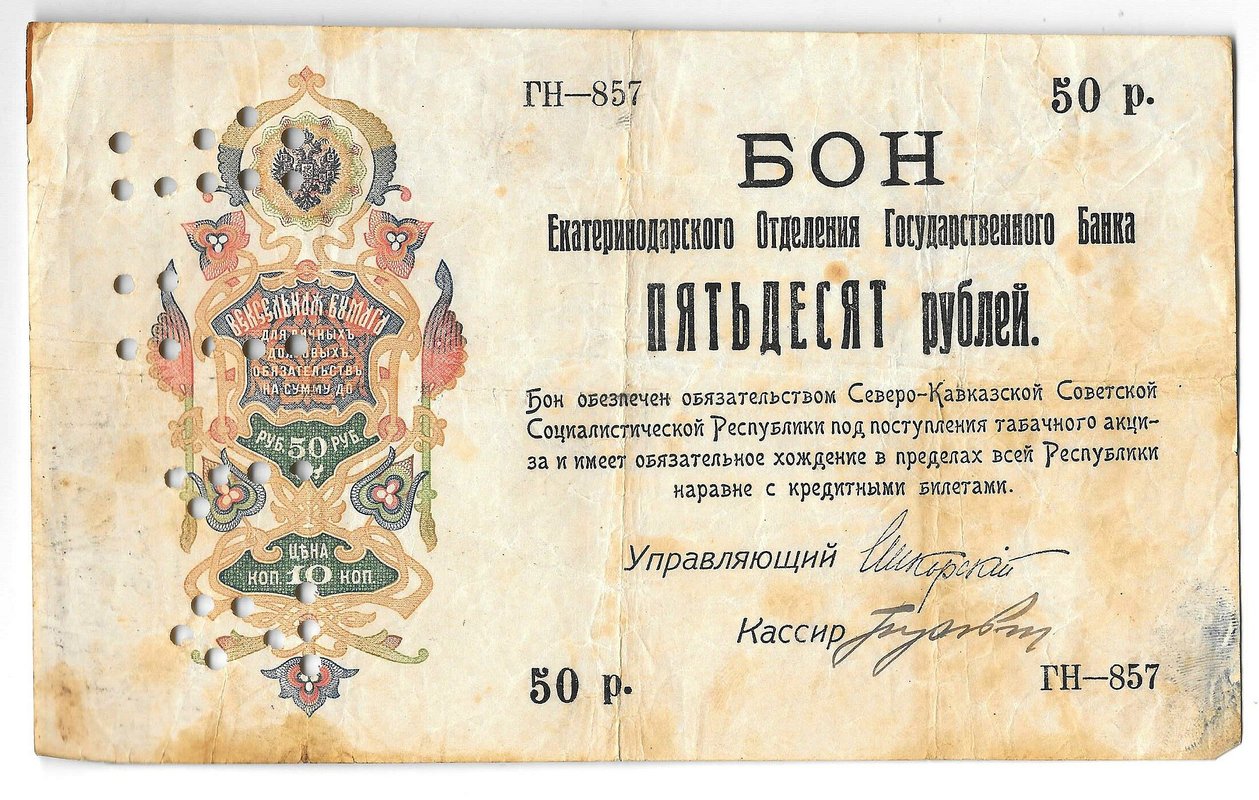 ГН—857
50 р.
БОН
Екатеринодарского Отделения Государственного Банка
ПЯТЬДЕСЯТ рублей.
Бон обезпечен обязательством Северо-Кавказской Советской
Социалистической Республики под поступления табачного акци-
за и имеет обязательное хождение в пределах всей Республики
наравне с кредитными билетами.
Управляющий
Кассир
50 р.
ГН—857
ВЕКСЕЛЬНАЯ БУМАГА
ДЛЯ ЛИЧНЫХЪ
ДОЛГОВЫХЪ
ОБЯЗАТЕЛЬСТВЪ
НА СУММУ ДО
РУБ. 50 РУБ.
ЦѢНА
КОП. 10 КОП.